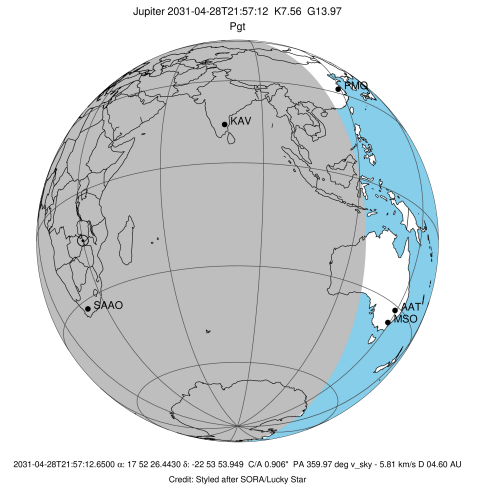 Jupiter 2031-04-28T21:57:12 K7.56 G13.97
Pgt
PMO
KAV
SAAO
AAT
MSO
2031-04-28T21:57:12.6500 α: 17 52 26.4430 δ: -22 53 53.949 C/A 0.906" PA 359.97 deg v_sky - 5.81 km/s D 04.60 AU
Credit: Styled after SORA/Lucky Star